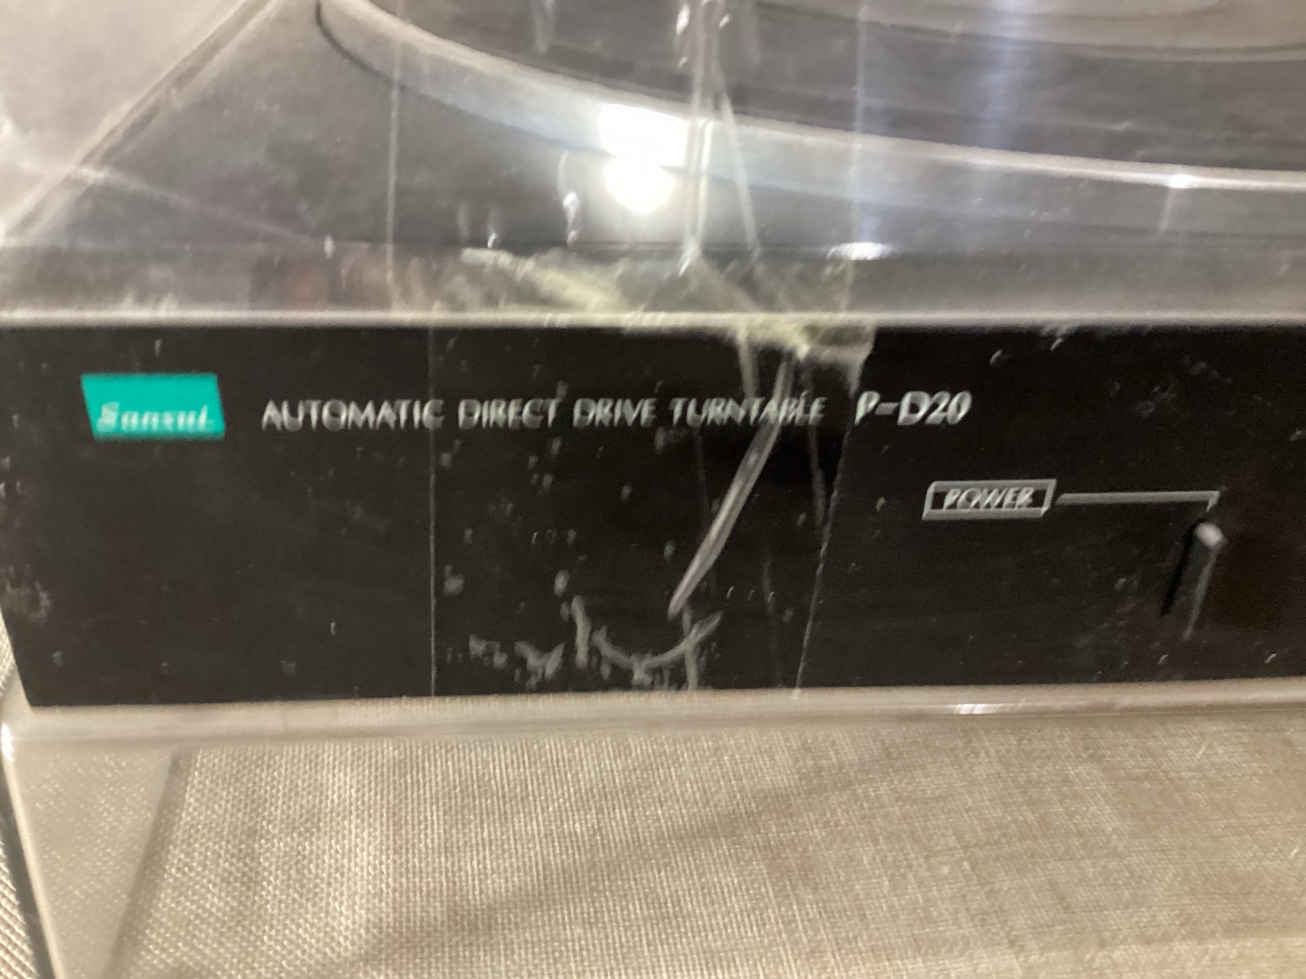 Sansui AUTOMATIC DIRECT DRIVE TURNTABLE P-D20
POWER